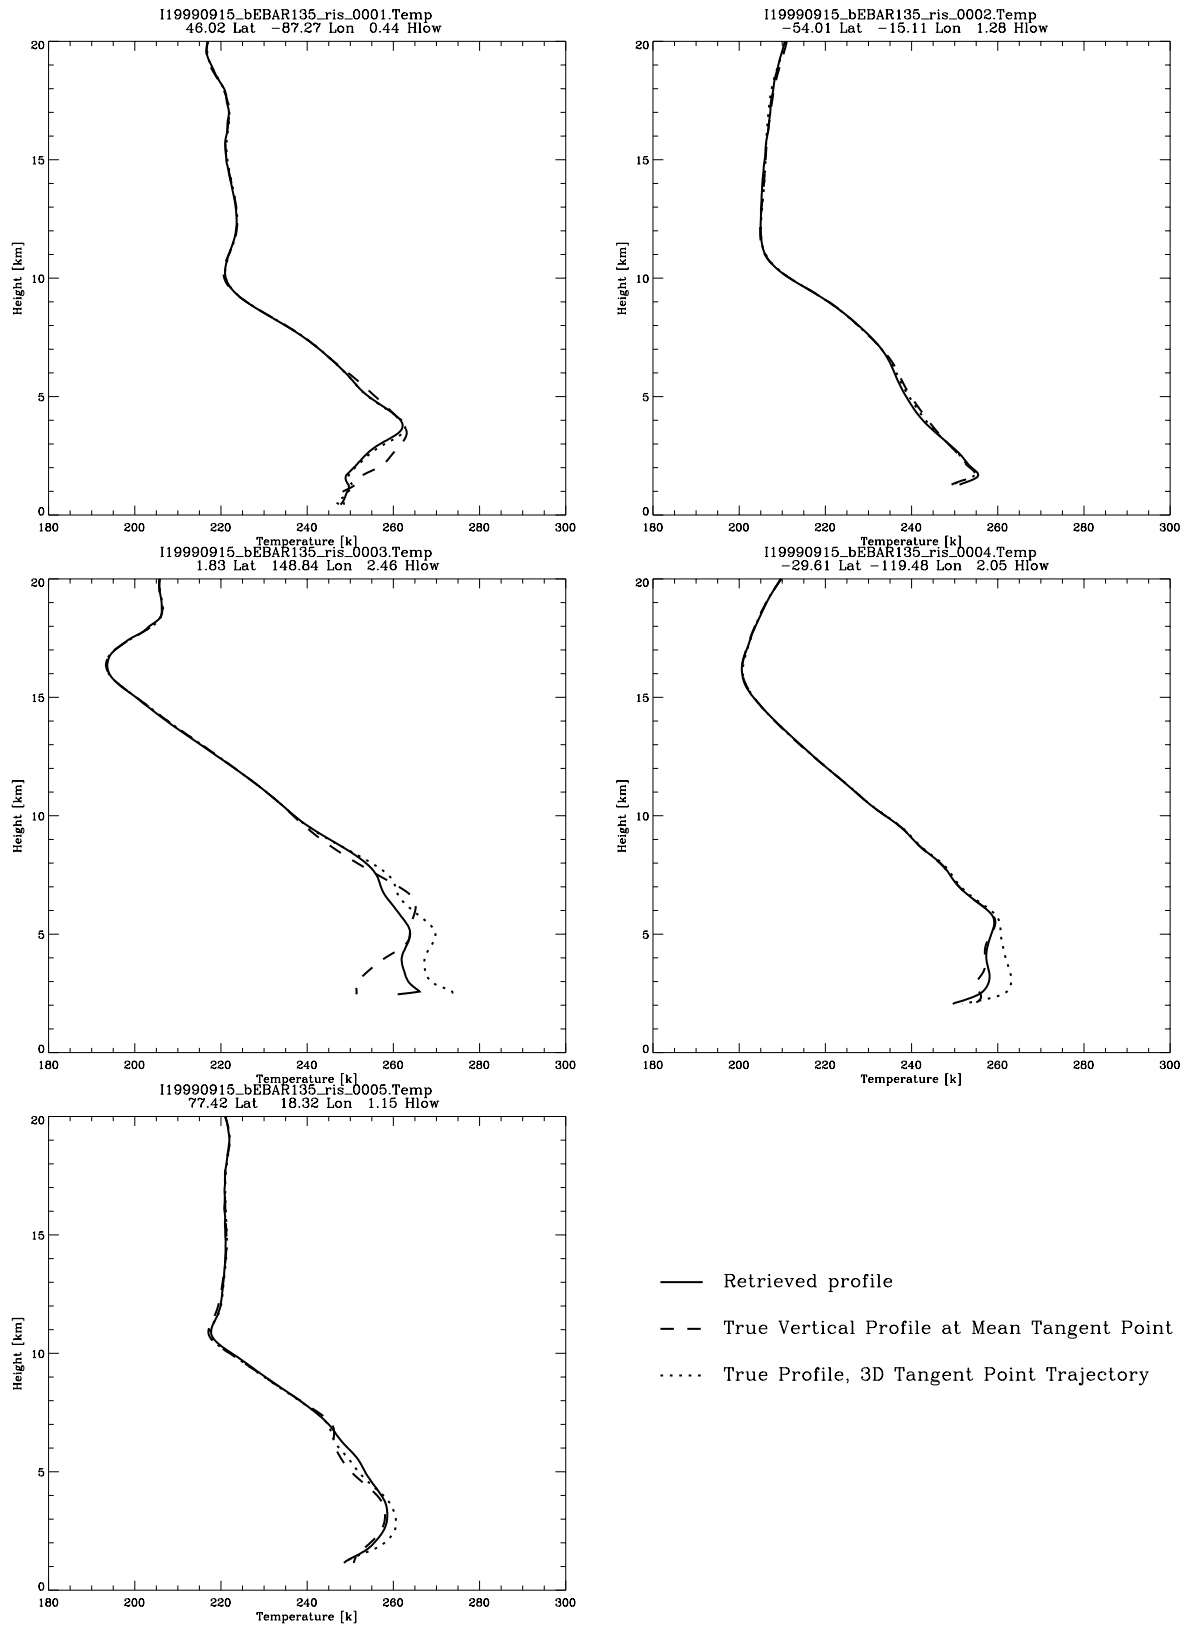 I19990915_bEBAR135_ris_0001.Temp
46.02 Lat −87.27 Lon 0.44 Hlow
20
15
10
5
0
Height [km]
180 200 220 240 260 280 300
Temperature [k]
I19990915_bEBAR135_ris_0002.Temp
−54.01 Lat −15.11 Lon 1.28 Hlow
20
15
10
5
0
Height [km]
180 200 220 240 260 280 300
Temperature [k]
I19990915_bEBAR135_ris_0003.Temp
1.83 Lat 148.84 Lon 2.46 Hlow
20
15
10
5
0
Height [km]
180 200 220 240 260 280 300
Temperature [k]
I19990915_bEBAR135_ris_0004.Temp
−29.61 Lat −119.48 Lon 2.05 Hlow
20
15
10
5
0
Height [km]
180 200 220 240 260 280 300
Temperature [k]
I19990915_bEBAR135_ris_0005.Temp
77.42 Lat 18.32 Lon 1.15 Hlow
20
15
10
5
0
Height [km]
180 200 220 240 260 280 300
Temperature [k]
Retrieved profile
True Vertical Profile at Mean Tangent Point
True Profile, 3D Tangent Point Trajectory